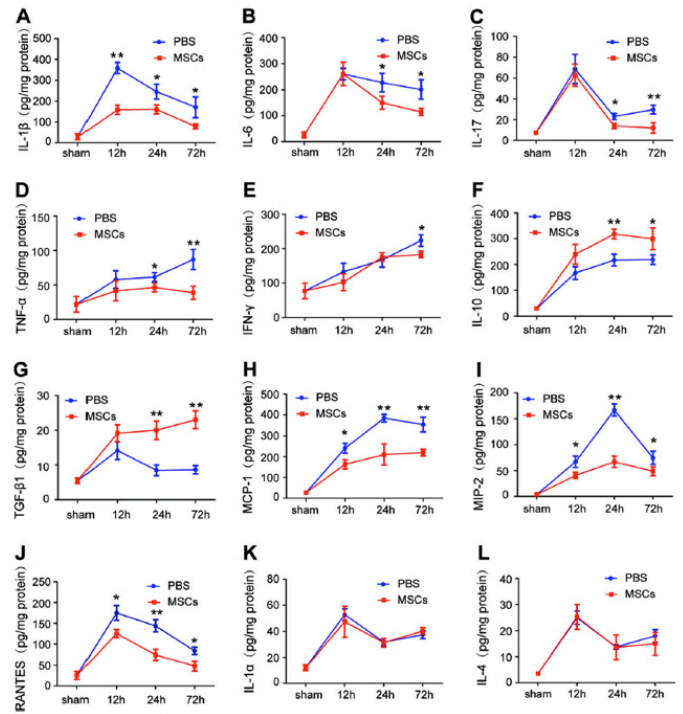 A
IL-1β (pg/mg protein)
500
400
300
200
100
0
** * *
PBS
MSCs
sham 12h 24h 72h
B
IL-6 (pg/mg protein)
400
300
200
100
0
* *
PBS
MSCs
sham 12h 24h 72h
C
IL-17 (pg/mg protein)
100
80
60
40
20
0
* **
PBS
MSCs
sham 12h 24h 72h
D
TNF-α (pg/mg protein)
150
100
50
0
* **
PBS
MSCs
sham 12h 24h 72h
E
IFN-γ (pg/mg protein)
400
300
200
100
0
*
PBS
MSCs
sham 12h 24h 72h
F
IL-10 (pg/mg protein)
400
300
200
100
0
** *
PBS
MSCs
sham 12h 24h 72h
G
TGF-β1 (pg/mg protein)
30
20
10
0
** **
PBS
MSCs
sham 12h 24h 72h
H
MCP-1 (pg/mg protein)
500
400
300
200
100
0
* ** **
PBS
MSCs
sham 12h 24h 72h
I
MIP-2 (pg/mg protein)
200
150
100
50
0
* ** *
PBS
MSCs
sham 12h 24h 72h
J
RANTES (pg/mg protein)
250
200
150
100
50
0
* ** *
PBS
MSCs
sham 12h 24h 72h
K
IL-1α (pg/mg protein)
80
60
40
20
0
PBS
MSCs
sham 12h 24h 72h
L
IL-4 (pg/mg protein)
40
30
20
10
0
PBS
MSCs
sham 12h 24h 72h